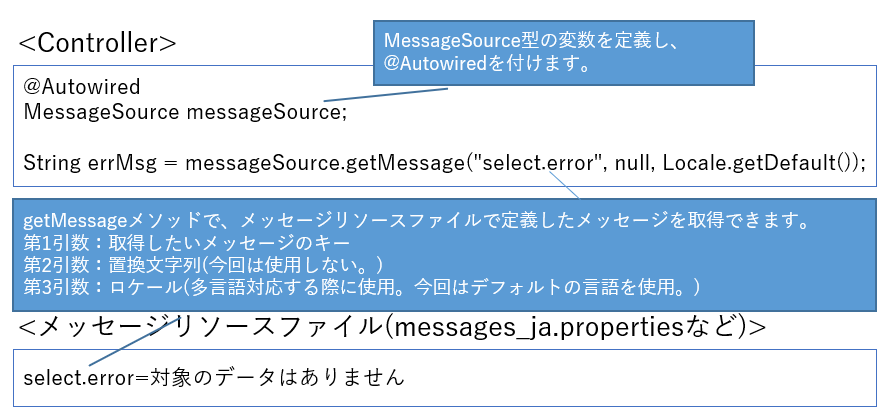 <Controller>
MessageSource型の変数を定義し、
@Autowiredを付けます。
@Autowired
MessageSource messageSource;
String errMsg = messageSource.getMessage("select.error", null, Locale.getDefault());
getMessageメソッドで、メッセージリソースファイルで定義したメッセージを取得できます。
第1引数：取得したいメッセージのキー
第2引数：置換文字列(今回は使用しない。)
第3引数：ロケール(多言語対応する際に使用。今回はデフォルトの言語を使用。)
<メッセージリソースファイル(messages_ja.propertiesなど)>
select.error=対象のデータはありません